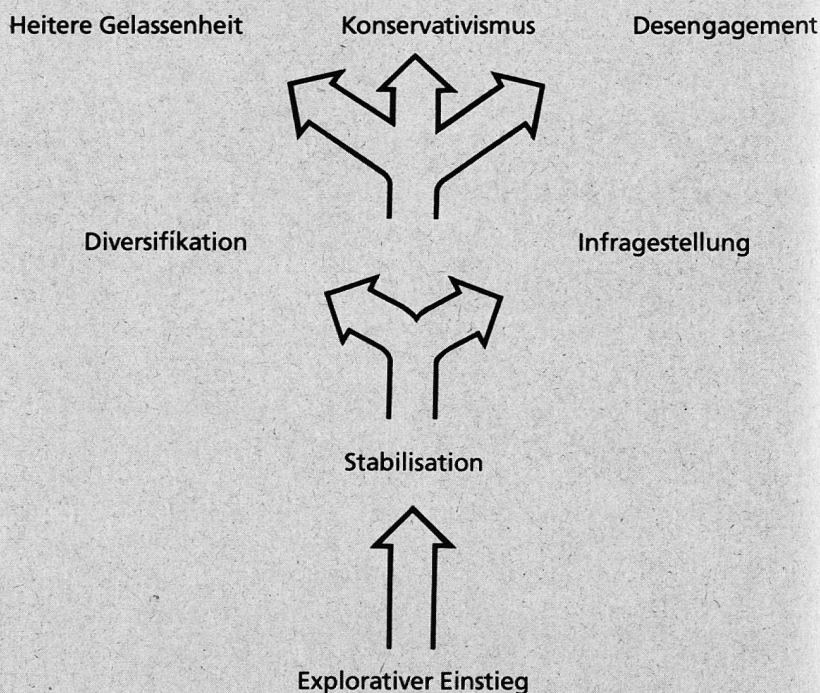 Heitere Gelassenheit Konservativismus Desengagement
Diversifikation Infragestellung
Stabilisation
Explorativer Einstieg